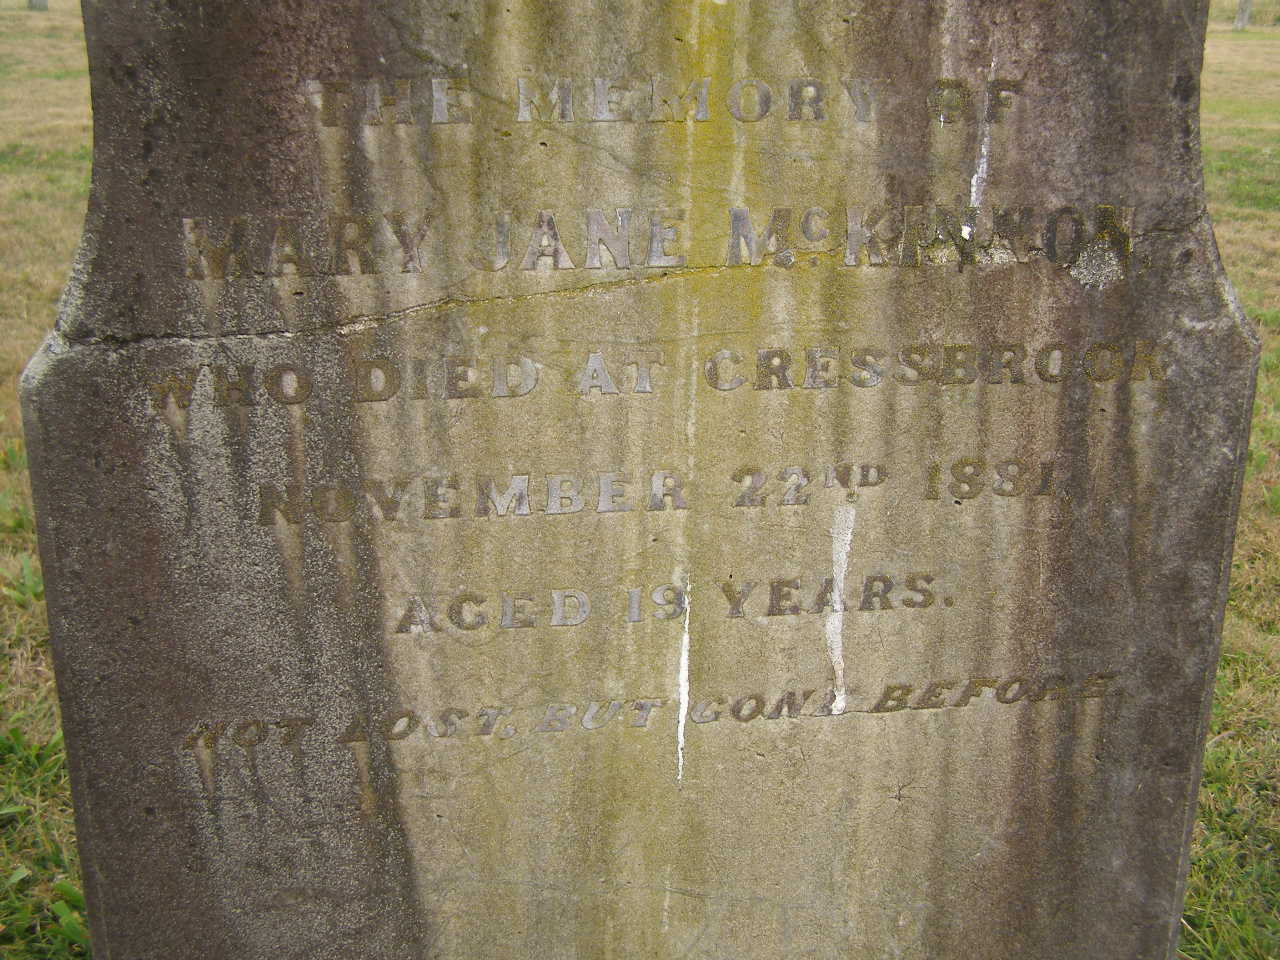 THE MEMORY OF
MARY JANE McKINNON
WHO DIED AT CRESSBROOK
NOVEMBER 22ND 1881
AGED 19 YEARS.
NOT LOST, BUT GONE BEFORE.